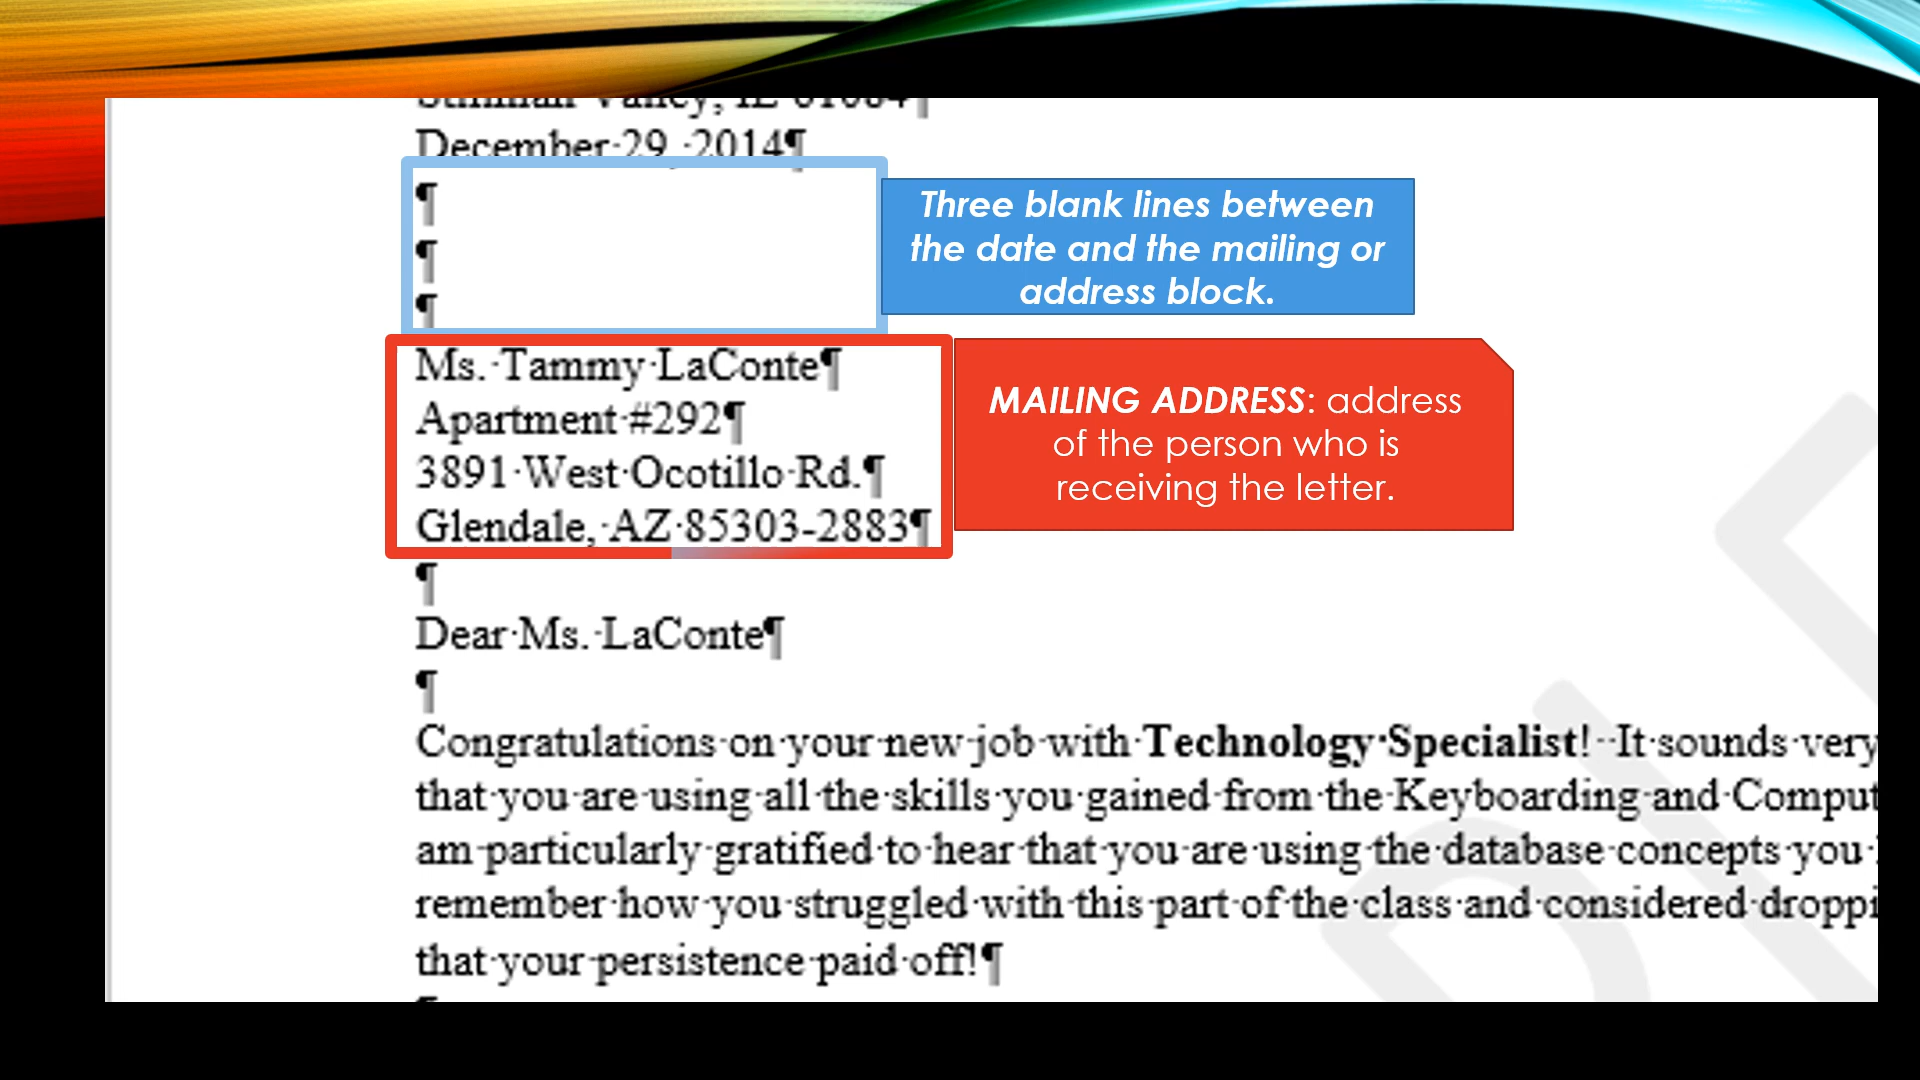 December 29, 2014¶
¶
¶
¶
Three blank lines between
the date and the mailing or
address block.
Ms. Tammy LaConte¶
Apartment #292¶
3891 West Ocotillo Rd.¶
Glendale, AZ 85303-2883¶
MAILING ADDRESS: address
of the person who is
receiving the letter.
¶
Dear Ms. LaConte¶
¶
Congratulations on your new job with Technology Specialist!  It sounds very
that you are using all the skills you gained from the Keyboarding and Comput
am particularly gratified to hear that you are using the database concepts you
remember how you struggled with this part of the class and considered droppi
that your persistence paid off!¶